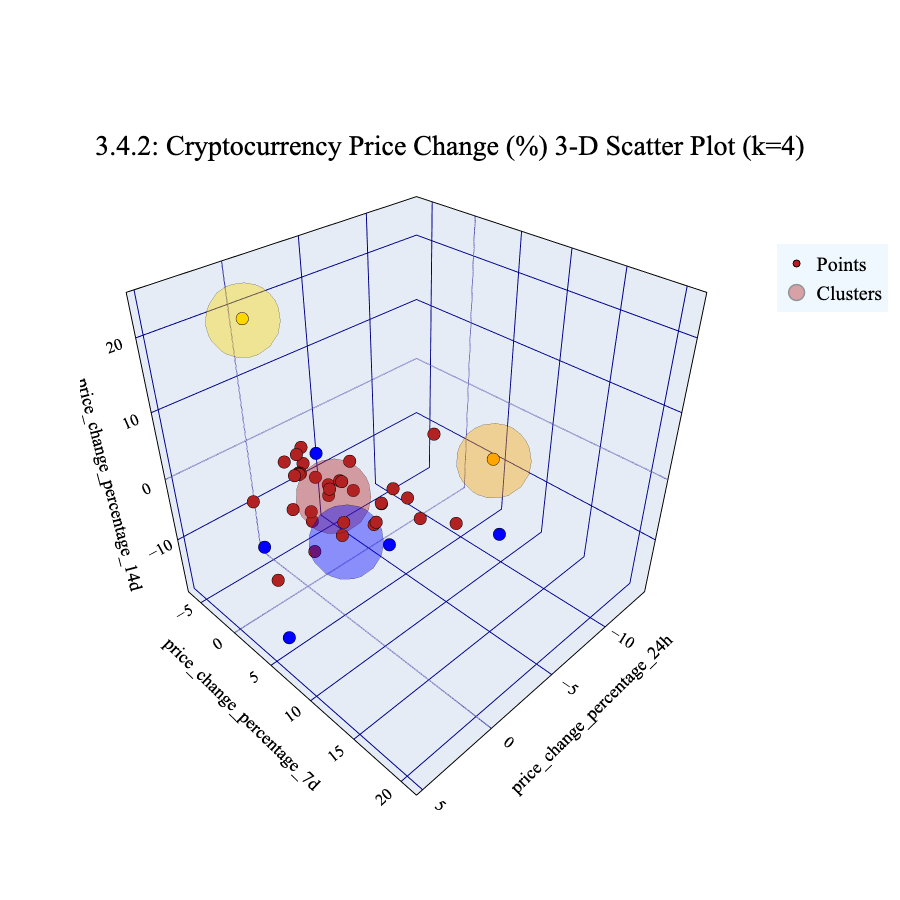 3.4.2: Cryptocurrency Price Change (%) 3-D Scatter Plot (k=4)
Points
Clusters
20
10
0
−10
price_change_percentage_14d
−5
0
5
10
15
20
price_change_percentage_7d
−10
−5
0
5
price_change_percentage_24h